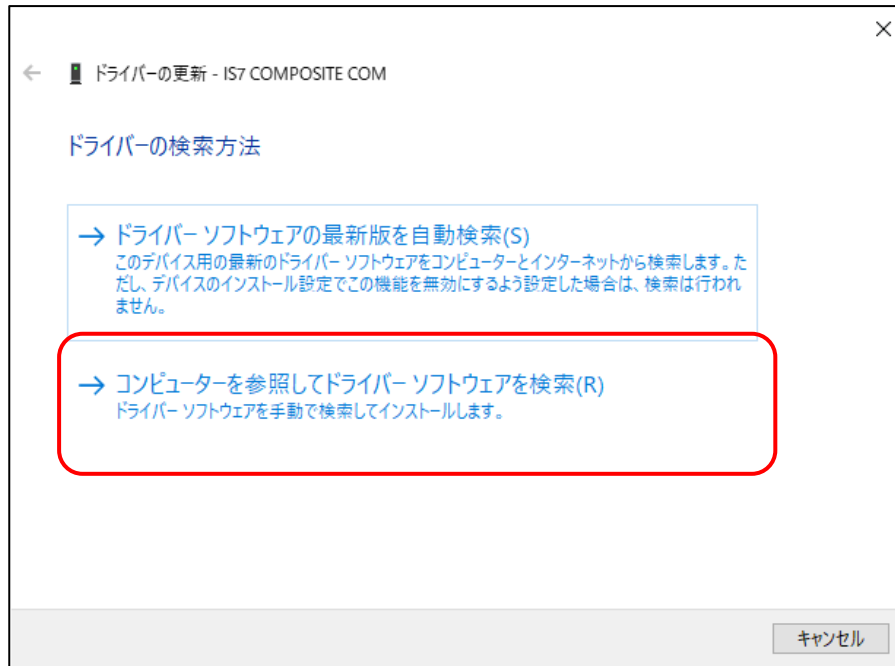 ドライバーの更新 - IS7 COMPOSITE COM
ドライバーの検索方法
ドライバー ソフトウェアの最新版を自動検索(S)
このデバイス用の最新のドライバー ソフトウェアをコンピューターとインターネットから検索します。た
だし、デバイスのインストール設定でこの機能を無効にするよう設定した場合は、検索は行われ
ません。
コンピューターを参照してドライバー ソフトウェアを検索(R)
ドライバー ソフトウェアを手動で検索してインストールします。
キャンセル